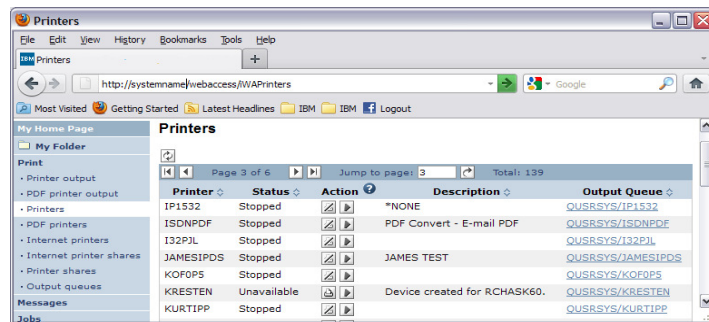 Printers
File Edit View History Bookmarks Tools Help
IBM Printers +
http://systemname/webaccess/iWAPrinters Google
Most Visited Getting Started Latest Headlines IBM IBM Logout
My Home Page
My Folder
Print
Printer output
PDF printer output
Printers
PDF printers
Internet printers
Internet printer shares
Printer shares
Output queues
Messages
Jobs
Printers
Page 3 of 6 Jump to page: 3 Total: 139
Printer Status Action ? Description Output Queue
IP1532 Stopped *NONE QUSRSYS/IP1532
ISDNPDF Stopped PDF Convert - E-mail PDF QUSRSYS/ISDNPDF
I32PJL Stopped QUSRSYS/I32PJL
JAMESIPDS Stopped JAMES TEST QUSRSYS/JAMESIPDS
KOF0P5 Stopped QUSRSYS/KOF0P5
KRESTEN Unavailable Device created for RCHASK60. QUSRSYS/KRESTEN
KURTIPP Stopped QUSRSYS/KURTIPP